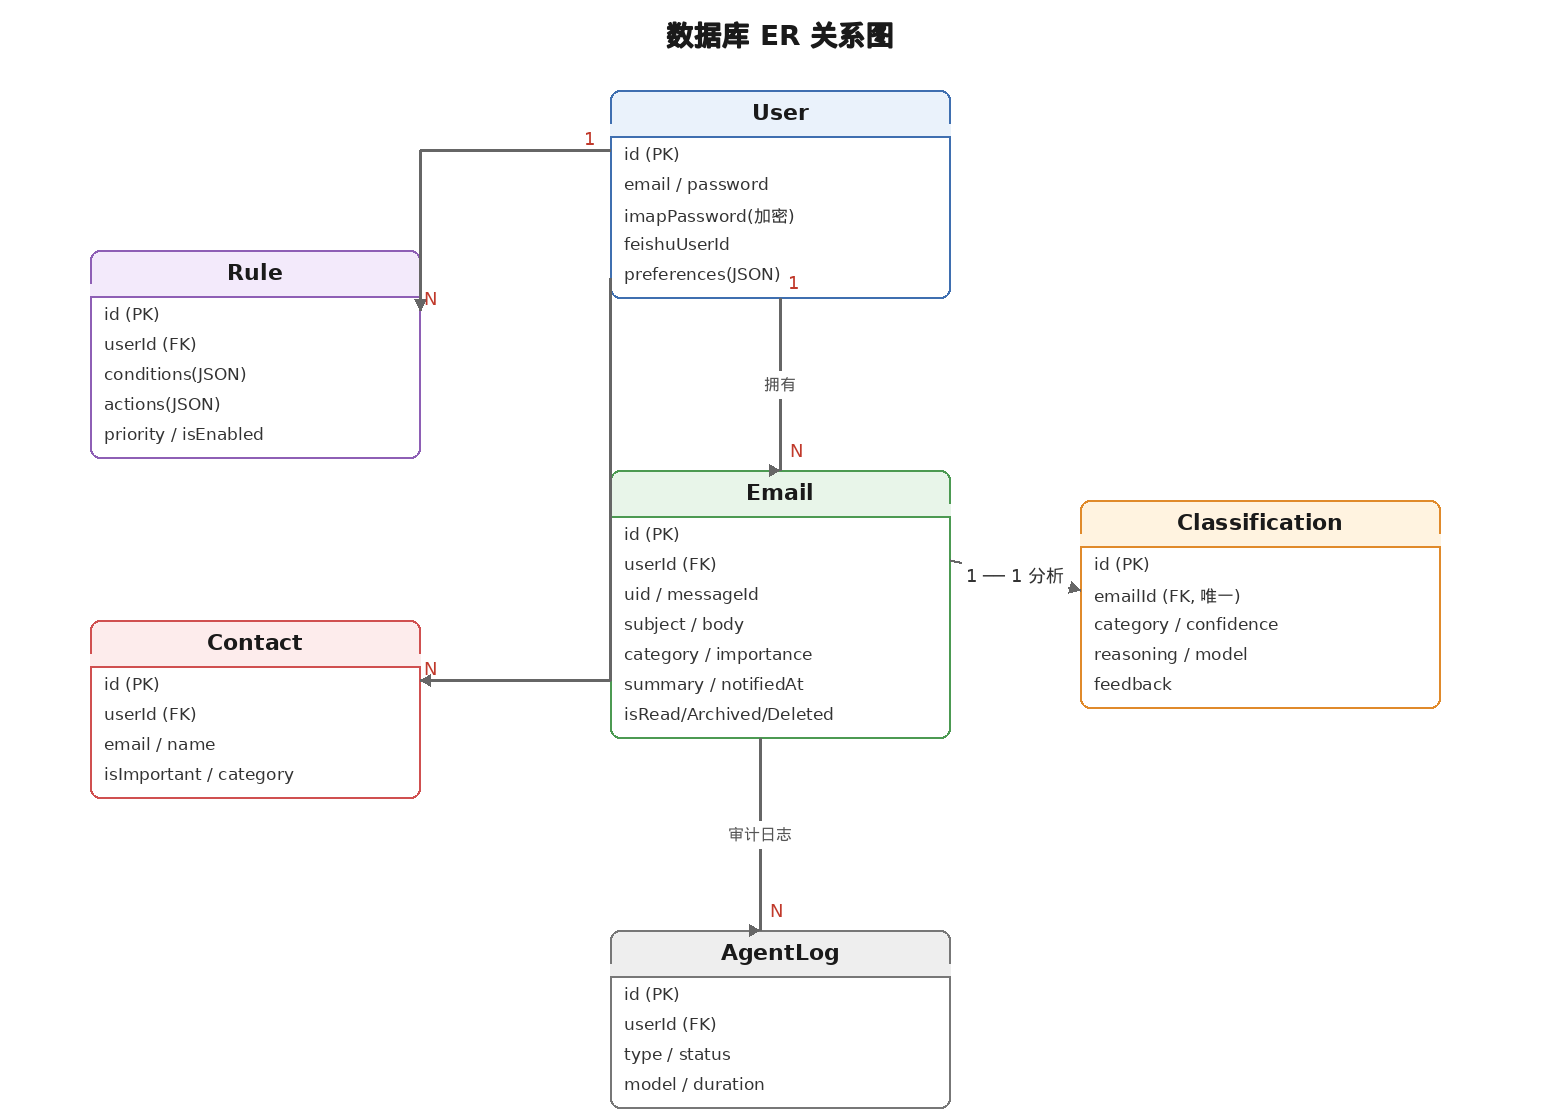 数据库 ER 关系图
User
id (PK)
email / password
imapPassword(加密)
feishuUserId
preferences(JSON)
1
1
N
Rule
id (PK)
userId (FK)
conditions(JSON)
actions(JSON)
priority / isEnabled
拥有
N
Email
id (PK)
userId (FK)
uid / messageId
subject / body
category / importance
summary / notifiedAt
isRead/Archived/Deleted
1 — 1 分析
Classification
id (PK)
emailId (FK, 唯一)
category / confidence
reasoning / model
feedback
N
Contact
id (PK)
userId (FK)
email / name
isImportant / category
审计日志
N
AgentLog
id (PK)
userId (FK)
type / status
model / duration